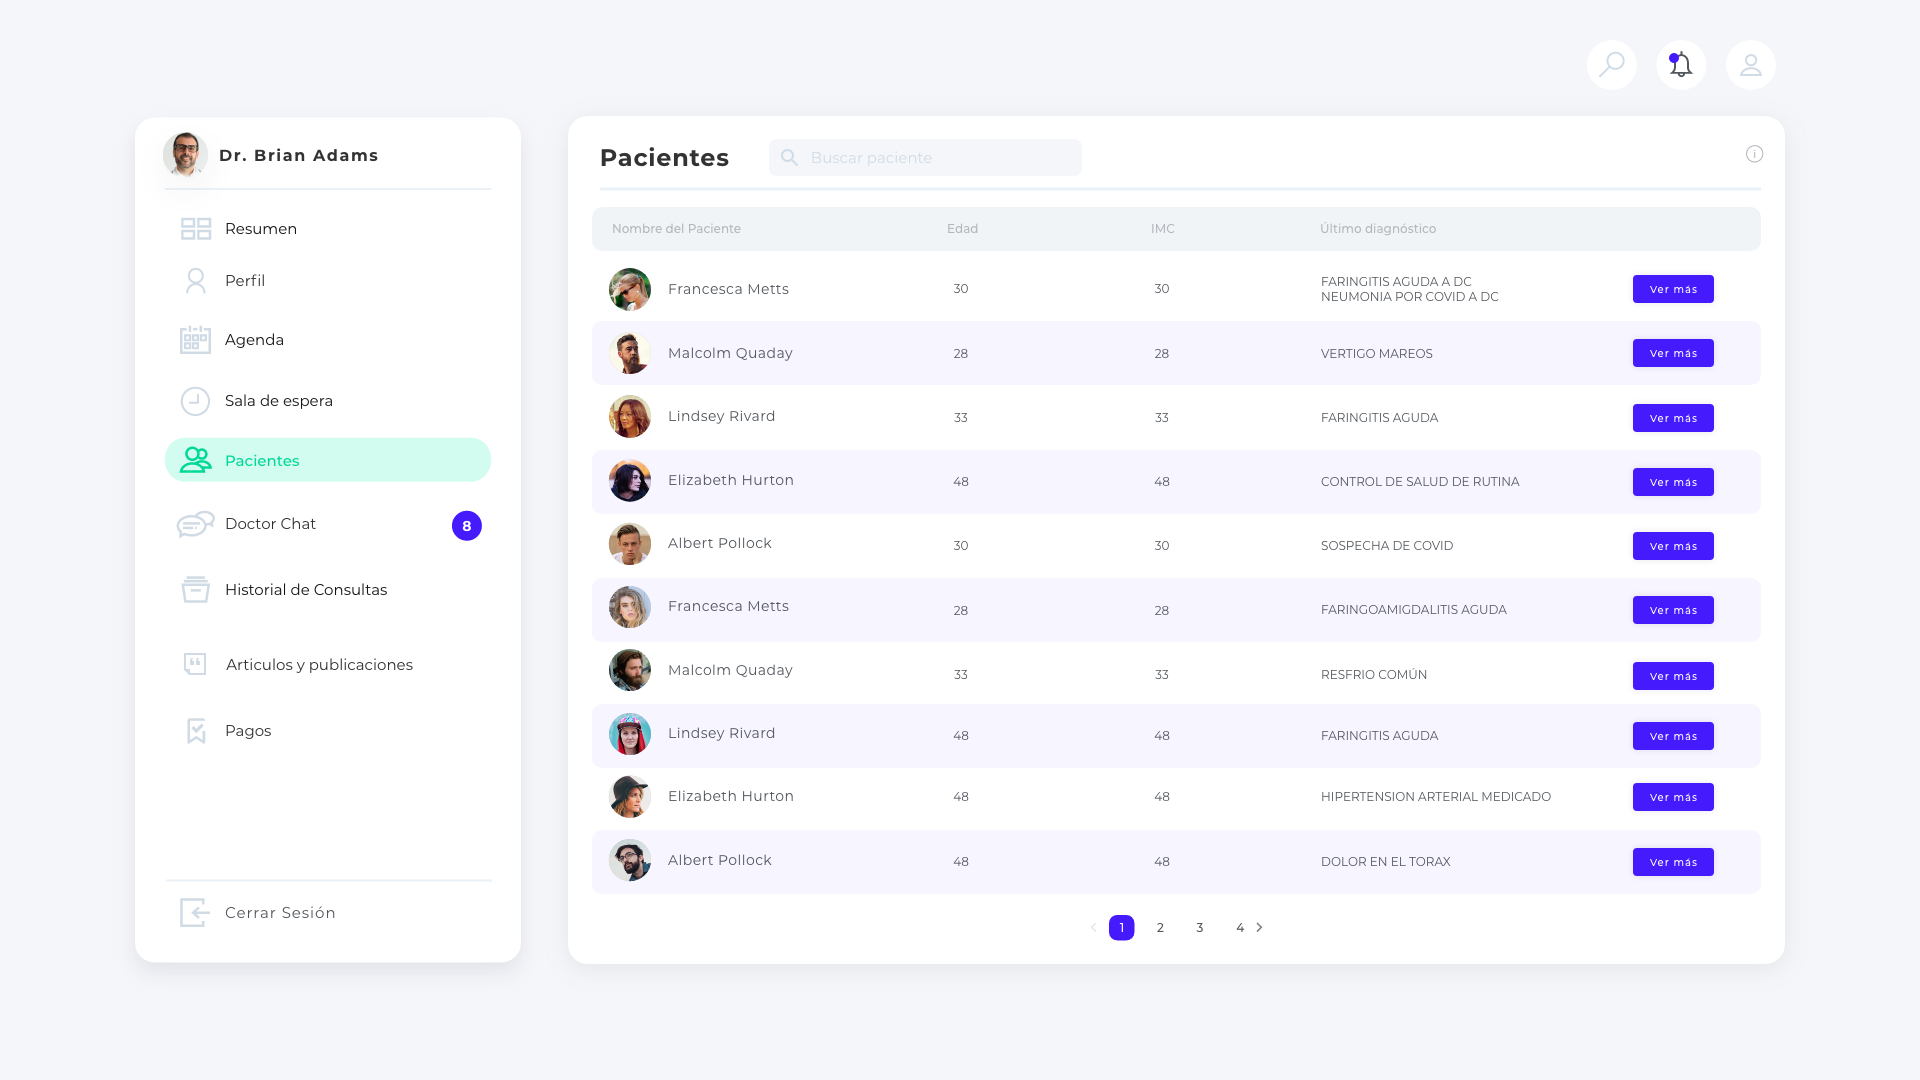 Dr. Brian Adams
Resumen
Perfil
Agenda
Sala de espera
Pacientes
Doctor Chat
8
Historial de Consultas
Articulos y publicaciones
Pagos
Cerrar Sesión
Pacientes
Buscar paciente
Nombre del Paciente Edad IMC Último diagnóstico
Francesca Metts 30 30 FARINGITIS AGUDA A DC
NEUMONIA POR COVID A DC
Ver más
Malcolm Quaday 28 28 VERTIGO MAREOS Ver más
Lindsey Rivard 33 33 FARINGITIS AGUDA Ver más
Elizabeth Hurton 48 48 CONTROL DE SALUD DE RUTINA Ver más
Albert Pollock 30 30 SOSPECHA DE COVID Ver más
Francesca Metts 28 28 FARINGOAMIGDALITIS AGUDA Ver más
Malcolm Quaday 33 33 RESFRIO COMÚN Ver más
Lindsey Rivard 48 48 FARINGITIS AGUDA Ver más
Elizabeth Hurton 48 48 HIPERTENSION ARTERIAL MEDICADO Ver más
Albert Pollock 48 48 DOLOR EN EL TORAX Ver más
1 2 3 4